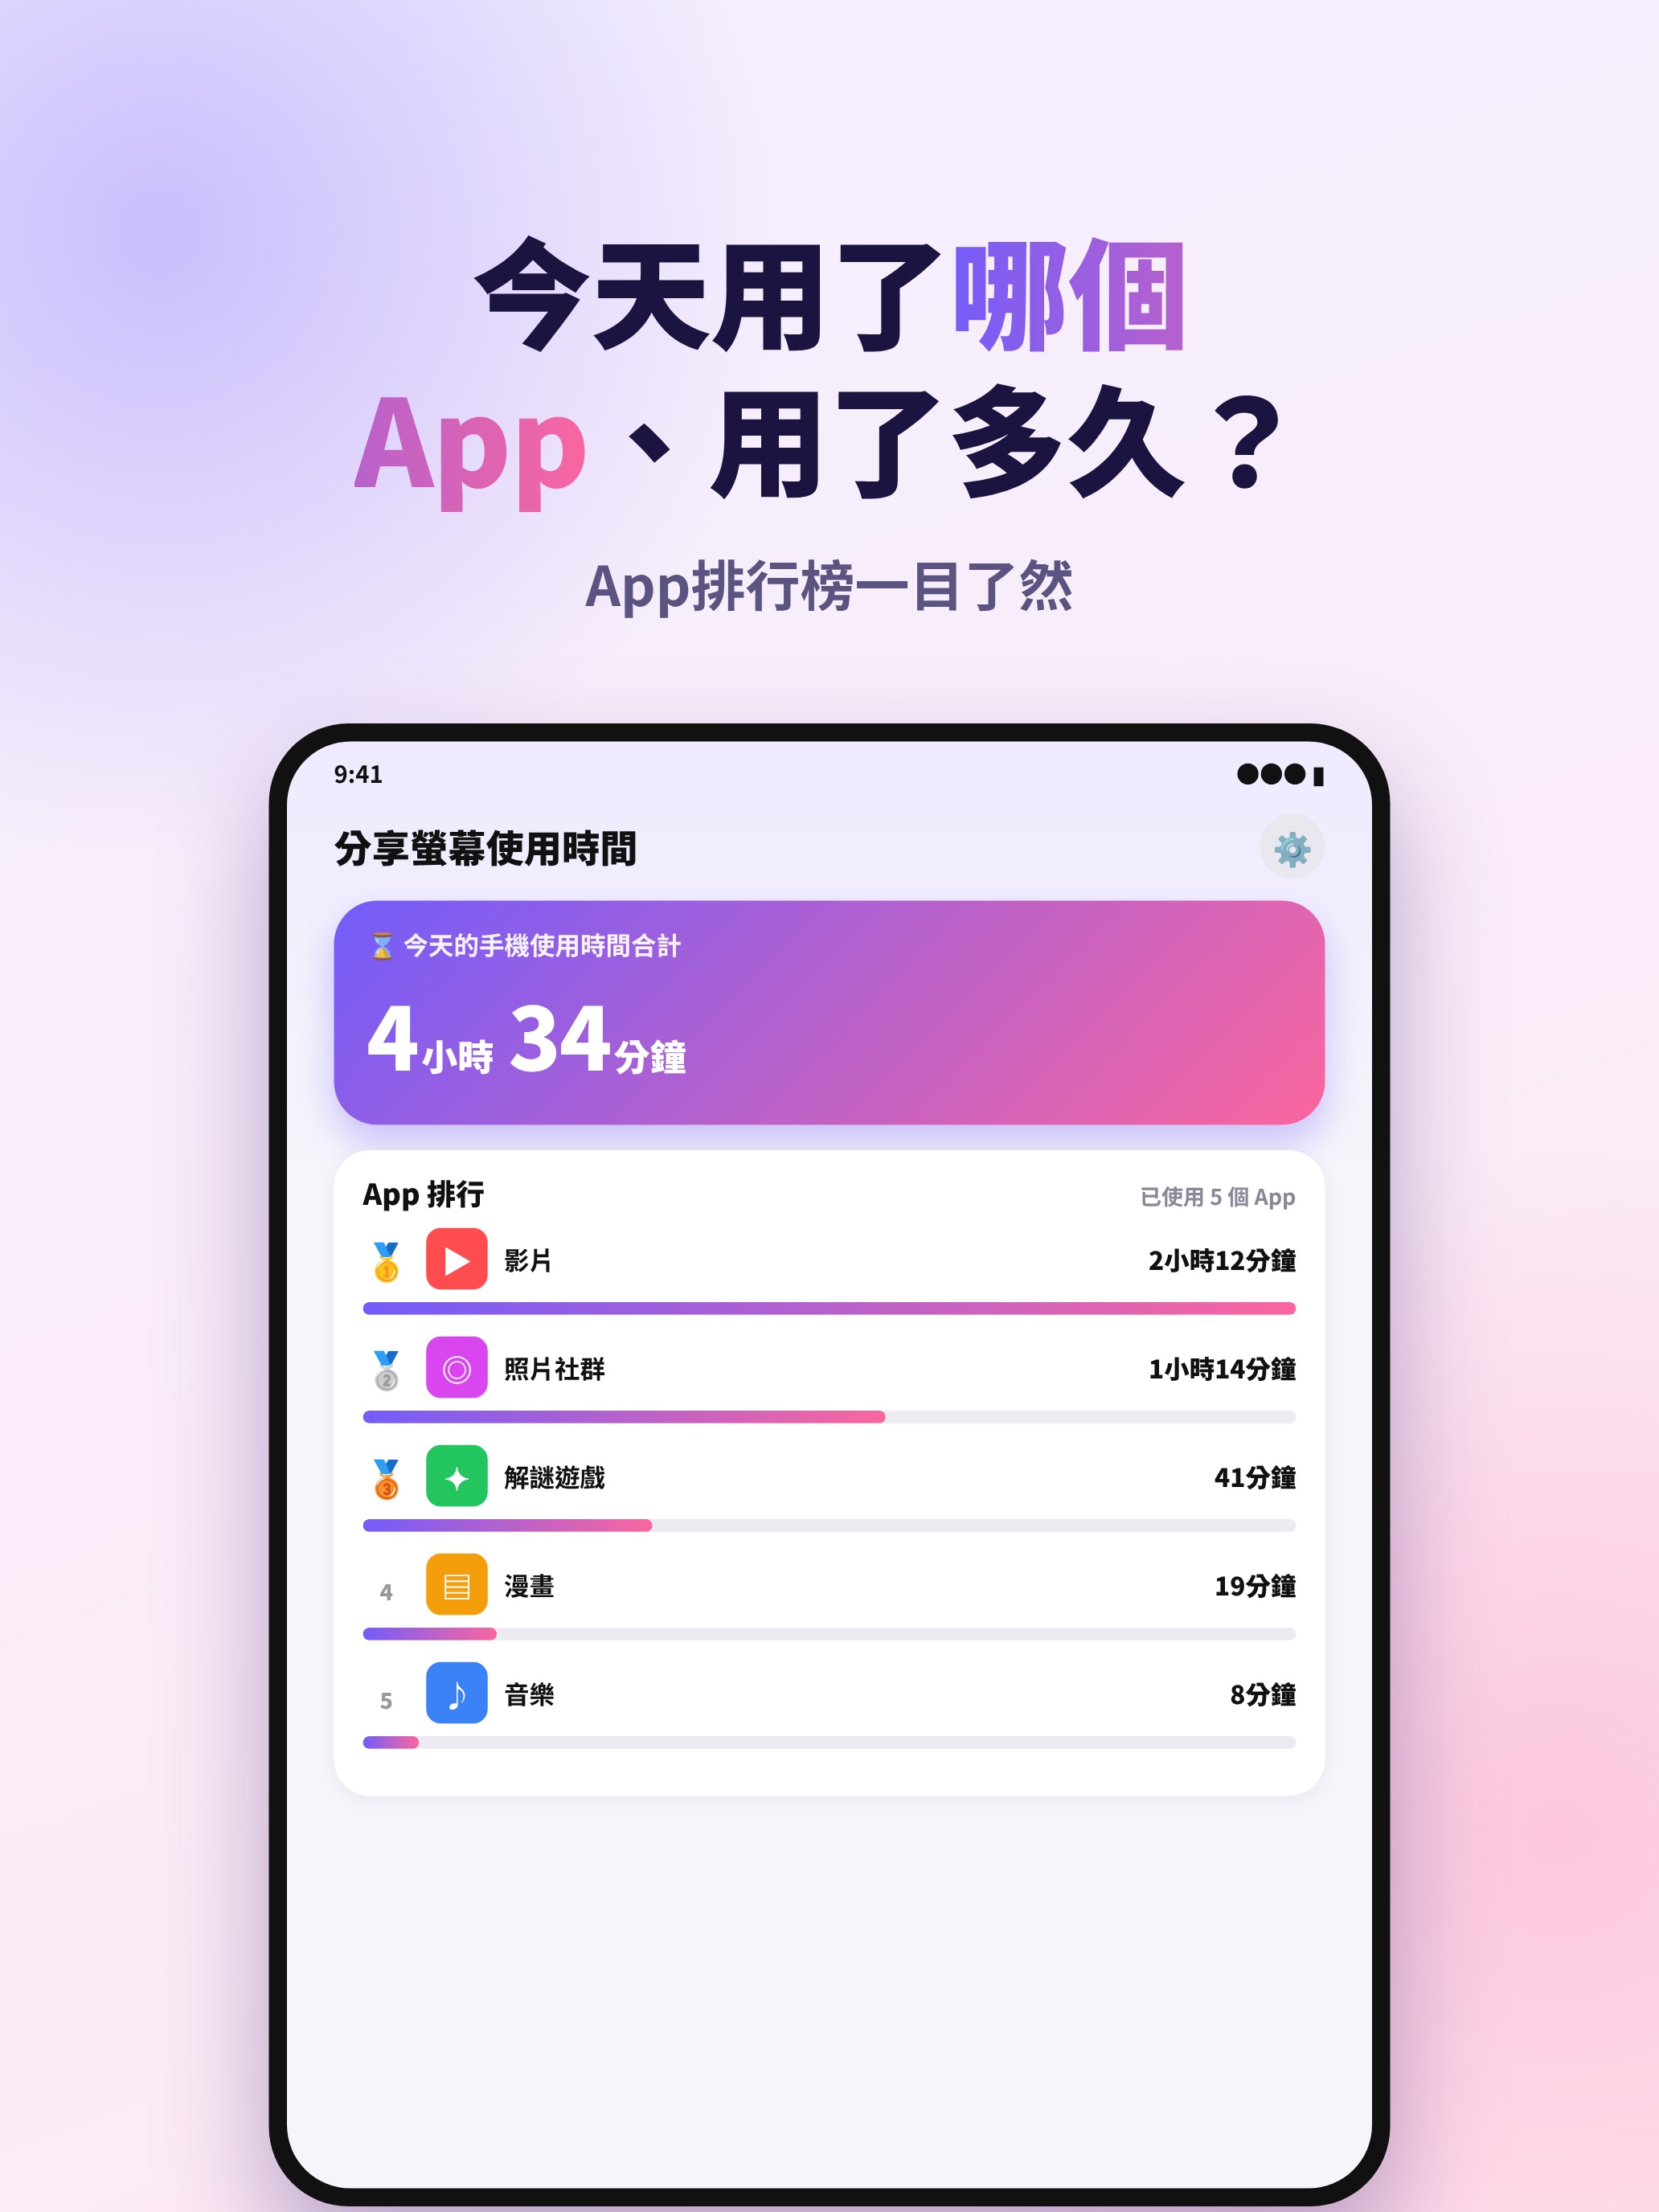 今天用了哪個
App、用了多久？
App排行榜一目了然
9:41
分享螢幕使用時間
今天的手機使用時間合計
4小時 34分鐘
App 排行
已使用 5 個 App
1 影片 2小時12分鐘
2 照片社群 1小時14分鐘
3 解謎遊戲 41分鐘
4 漫畫 19分鐘
5 音樂 8分鐘